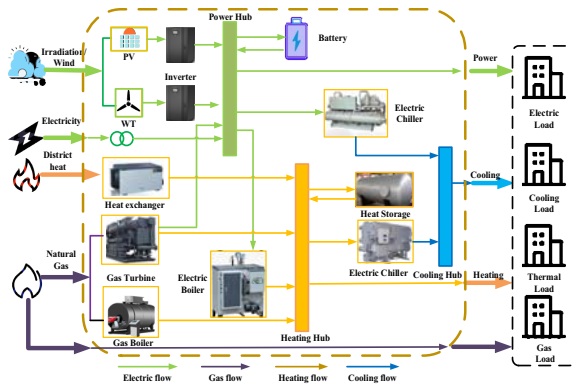 Power Hub
Irradiation/
Wind
PV
Battery
Inverter
Power
WT
Electricity
Electric
Chiller
Electric
Load
District
heat
Heat exchanger
Heat Storage
Cooling
Cooling
Load
Natural
Gas
Gas Turbine
Electric
Boiler
Electric Chiller
Cooling Hub
Heating
Thermal
Load
Gas Boiler
Heating Hub
Gas
Load
Electric flow
Gas flow
Heating flow
Cooling flow